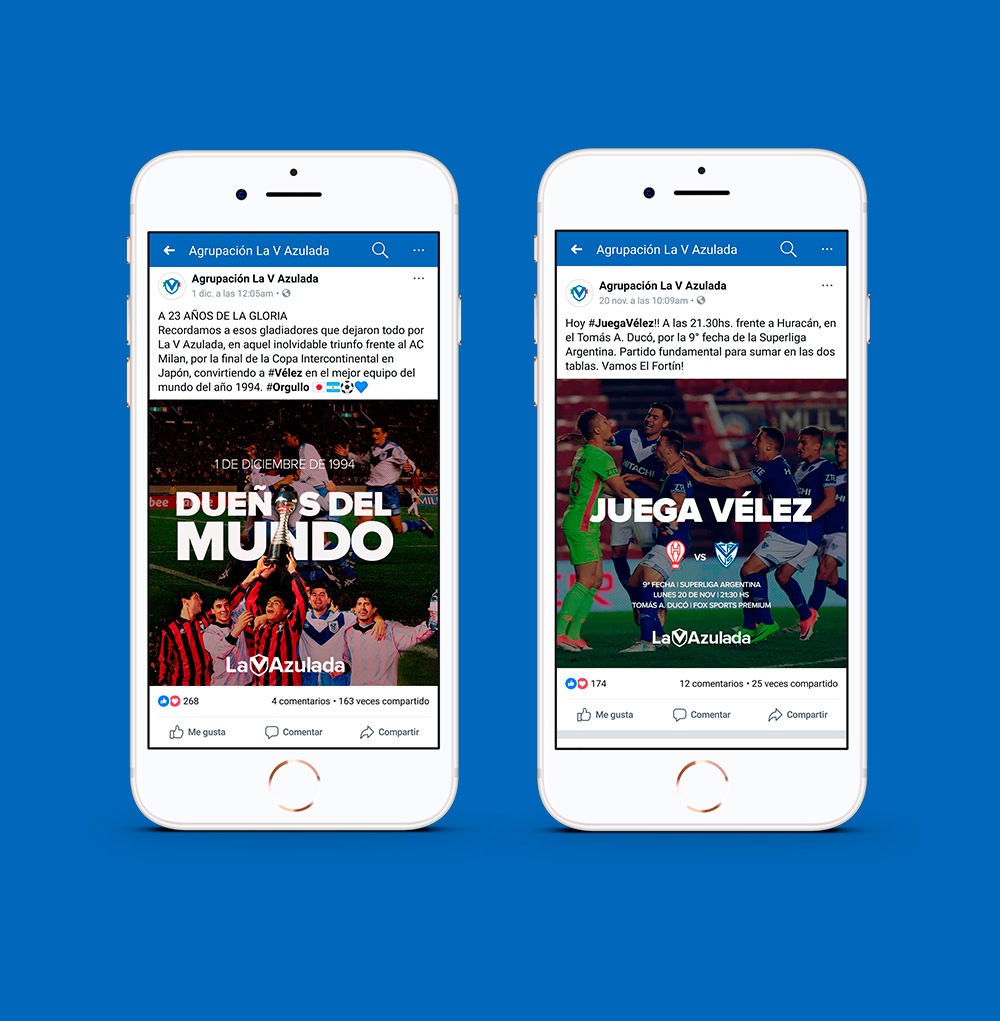 Agrupación La V Azulada
Agrupación La V Azulada
1 dic. a las 12:05am
A 23 AÑOS DE LA GLORIA
Recordamos a esos gladiadores que dejaron todo por
La V Azulada, en aquel inolvidable triunfo frente al AC
Milan, por la final de la Copa Intercontinental en
Japón, convirtiendo a #Vélez en el mejor equipo del
mundo del año 1994. #Orgullo 🇯🇵🇦🇷⚽💙
1 DE DICIEMBRE DE 1994
DUEÑOS DEL
MUNDO
La V Azulada
268
4 comentarios • 163 veces compartido
Me gusta
Comentar
Compartir
Agrupación La V Azulada
Agrupación La V Azulada
20 nov. a las 10:09am
Hoy #JuegaVélez!! A las 21.30hs. frente a Huracán, en
el Tomás A. Ducó, por la 9° fecha de la Superliga
Argentina. Partido fundamental para sumar en las dos
tablas. Vamos El Fortín!
HITACHI
ZTE
JUEGA VÉLEZ
VS
9ª FECHA | SUPERLIGA ARGENTINA
LUNES 20 DE NOV | 21:30 HS
TOMÁS A. DUCÓ | FOX SPORTS PREMIUM
La V Azulada
174
12 comentarios • 25 veces compartido
Me gusta
Comentar
Compartir